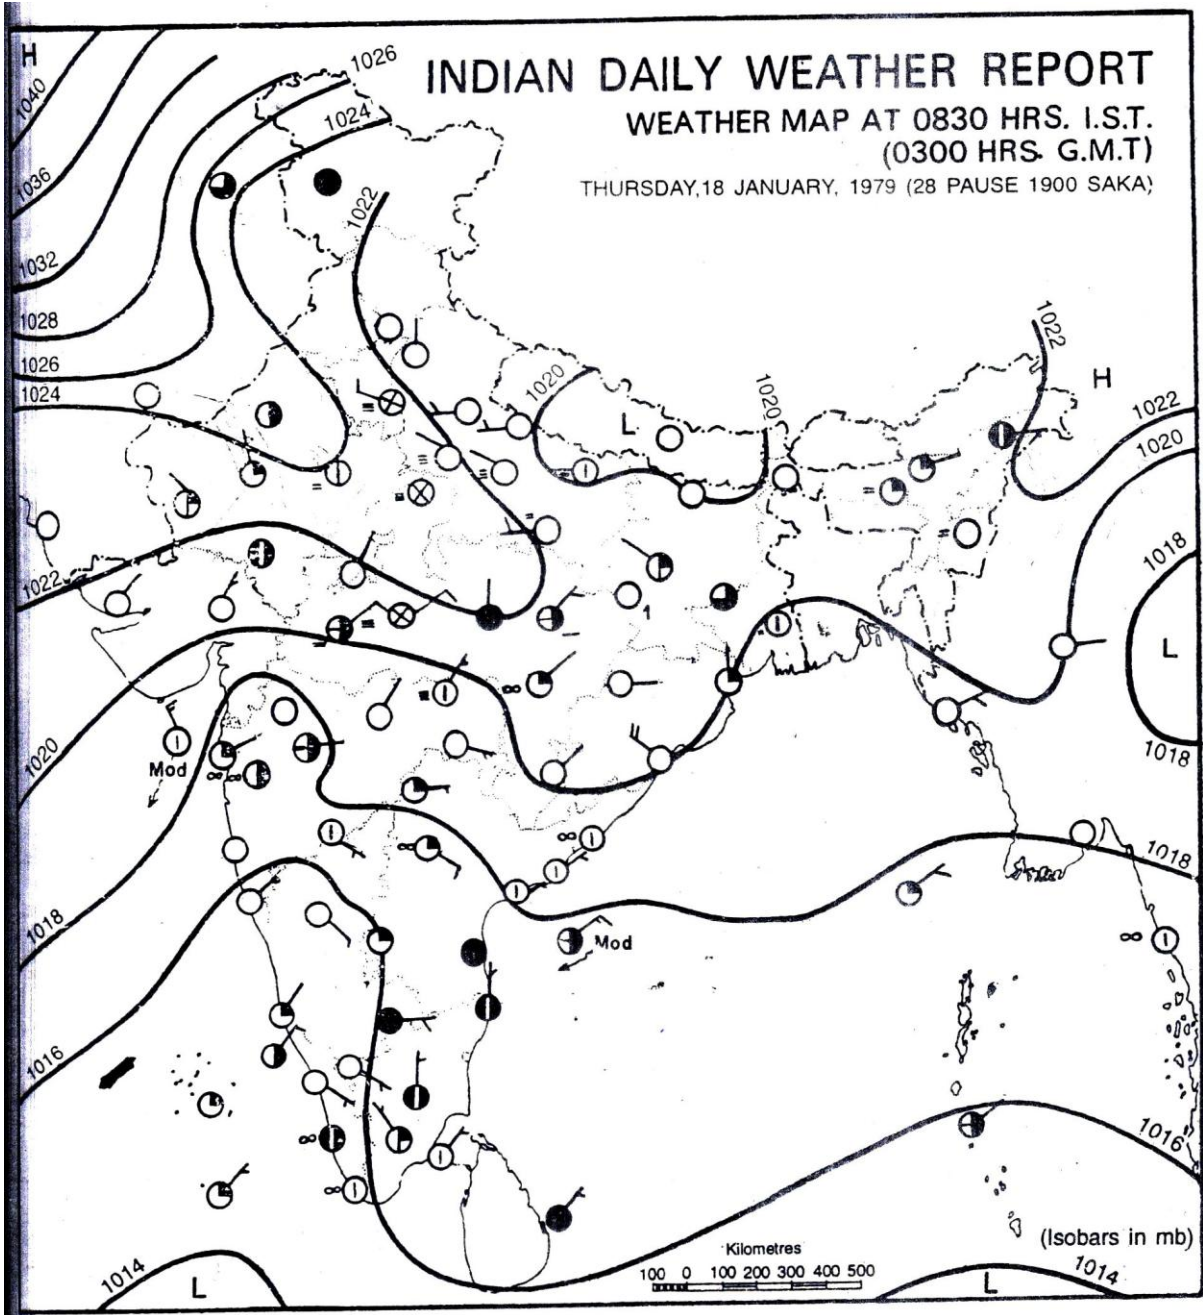 H
INDIAN DAILY WEATHER REPORT
WEATHER MAP AT 0830 HRS. I.S.T.
(0300 HRS. G.M.T)
THURSDAY,18 JANUARY, 1979 (28 PAUSE 1900 SAKA)
1026
1024
1022
1040
1036
1032
1028
1026
1024
1022
1020
1018
1016
1014
1020
L
1020
1022
H
1022
1020
1018
L
1018
1018
1016
1014
Mod
Mod
1
L
L
(Isobars in mb)
Kilometres
100 0 100 200 300 400 500